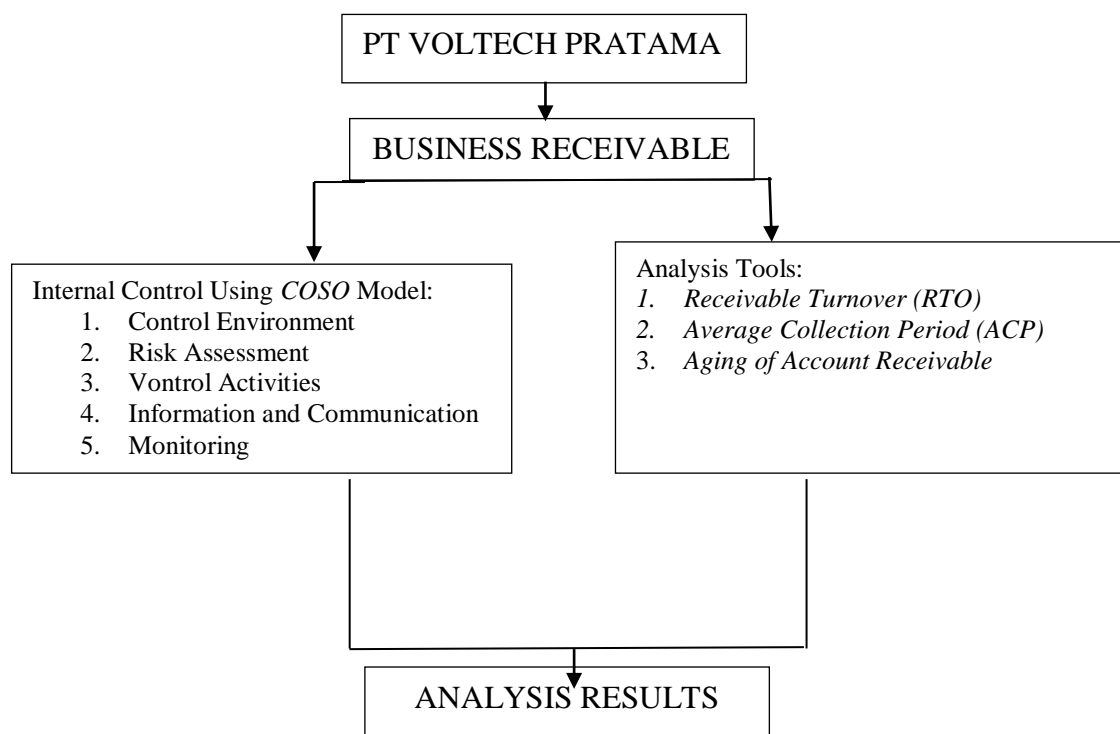 PT VOLTECH PRATAMA
BUSINESS RECEIVABLE
Internal Control Using COSO Model:
1. Control Environment
2. Risk Assessment
3. Vontrol Activities
4. Information and Communication
5. Monitoring
Analysis Tools:
1. Receivable Turnover (RTO)
2. Average Collection Period (ACP)
3. Aging of Account Receivable
ANALYSIS RESULTS